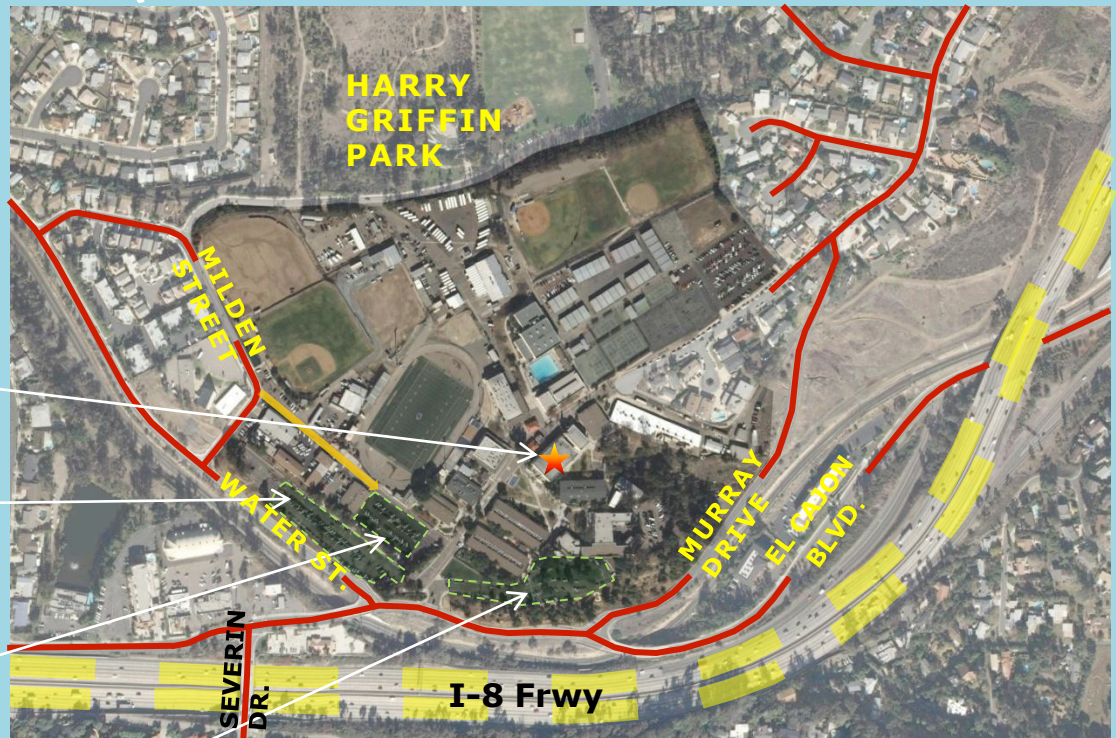 HARRY
GRIFFIN
PARK
MILDEN
STREET
WATER ST.
MURRAY
DRIVE
EL CAJON
BLVD.
SEVERIN
DR.
I-8 Frwy